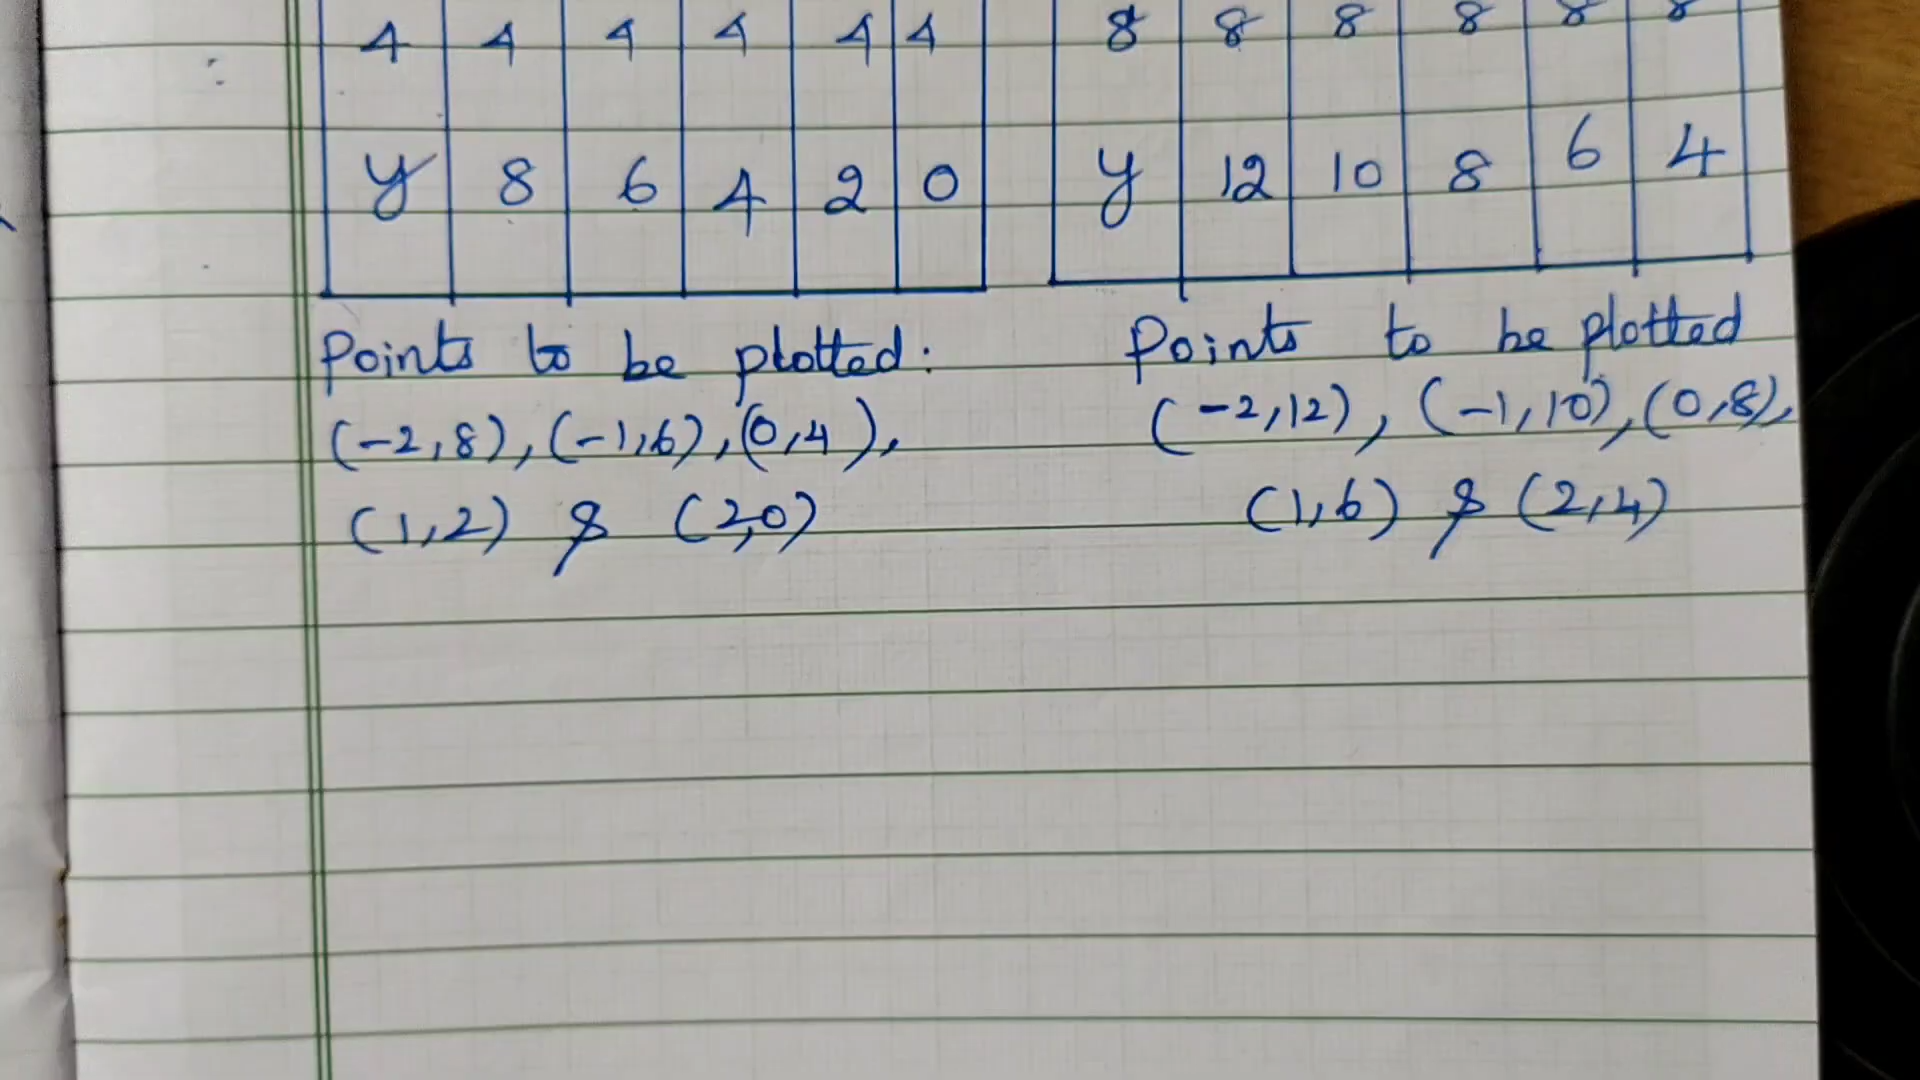 4 4 4 4 4 4
8 8 8 8 8 8
y 8 6 4 2 0
y 12 10 8 6 4
Points to be plotted:
(-2,8), (-1,6), (0,4),
(1,2) & (2,0)
Points to be plotted
(-2,12), (-1,10), (0,8),
(1,6) & (2,4)